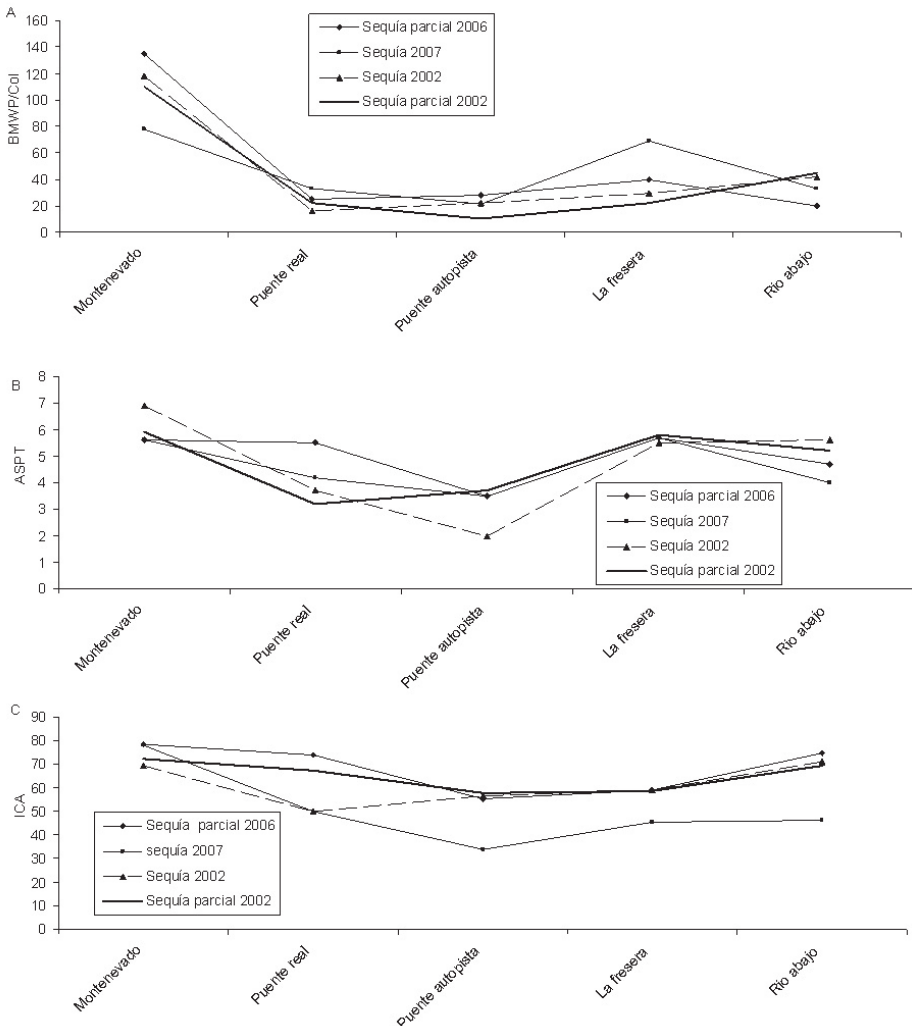 A
BMWP/Col
160
140
120
100
80
60
40
20
0
Sequía parcial 2006
Sequía 2007
Sequía 2002
Sequía parcial 2002
Montenevado
Puente real
Puente autopista
La fresera
Rio abajo
B
ASPT
8
7
6
5
4
3
2
1
0
Sequía parcial 2006
Sequía 2007
Sequía 2002
Sequía parcial 2002
Montenevado
Puente real
Puente autopista
La fresera
Rio abajo
C
ICA
90
80
70
60
50
40
30
20
10
0
Sequía parcial 2006
sequía 2007
Sequía 2002
Sequía parcial 2002
Montenevado
Puente real
Puente autopista
La fresera
Rio abajo